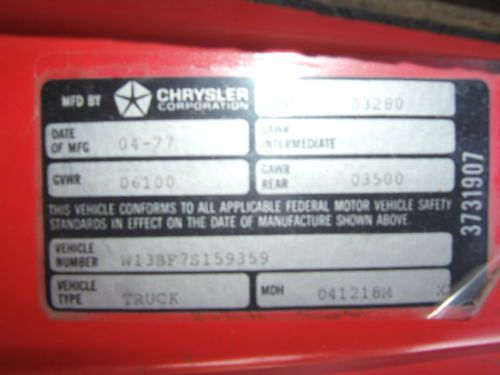 MFD BY CHRYSLER CORPORATION 03280
DATE OF MFG 04-77 GAWR INTERMEDIATE
GVWR 06100 GAWR REAR 03500
THIS VEHICLE CONFORMS TO ALL APPLICABLE FEDERAL MOTOR VEHICLE SAFETY
STANDARDS IN EFFECT ON THE DATE OF MANUFACTURE SHOWN ABOVE.
VEHICLE NUMBER W13BF7S159359
VEHICLE TYPE TRUCK MDH 041218M
3731907